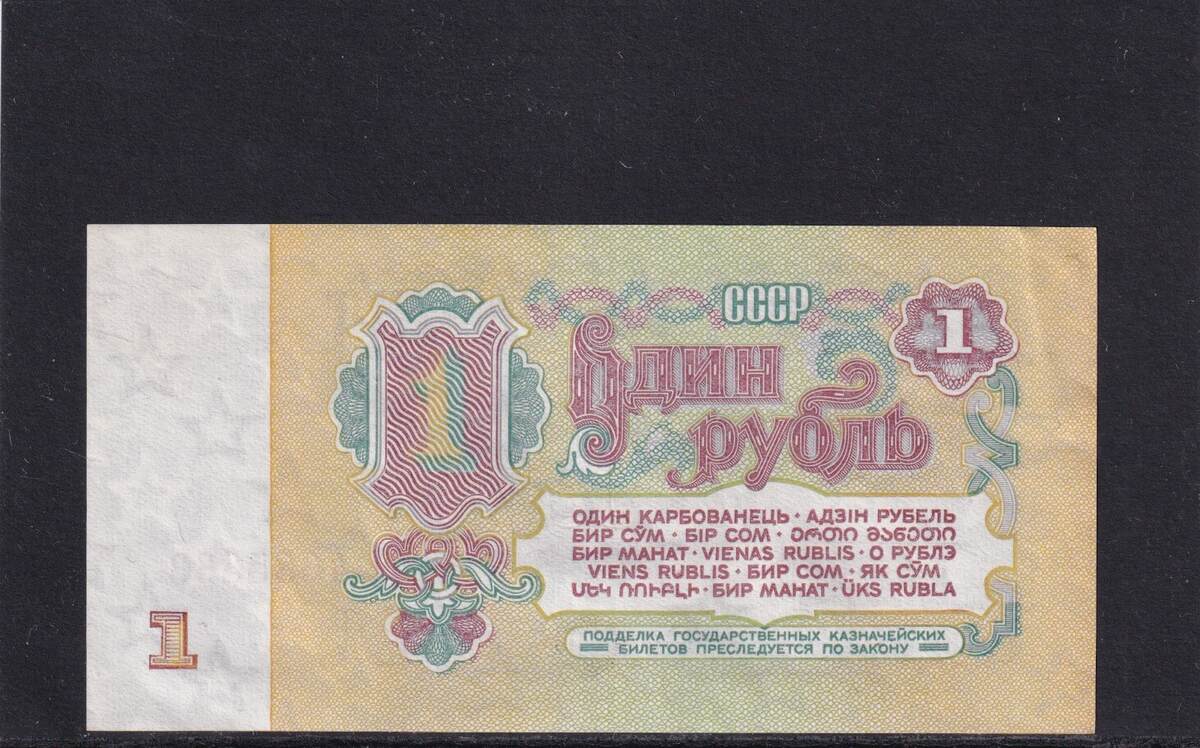 СССР
1
1
Один
рубль
ОДИН КАРБОВАНЕЦЬ · АДЗІН РУБЕЛЬ
БИР СЎМ · БІР СОМ · ᲔᲠᲗᲘ ᲛᲐᲜᲔᲗᲘ
БИР МАНАТ · VIENAS RUBLIS · О РУБЛЭ
VIENS RUBLIS · БИР СОМ · ЯК СЎМ
ՄԵԿ ՌՈՒԲԼԻ · БИР МАНАТ · ÜKS RUBLA
ПОДДЕЛКА ГОСУДАРСТВЕННЫХ КАЗНАЧЕЙСКИХ
БИЛЕТОВ ПРЕСЛЕДУЕТСЯ ПО ЗАКОНУ
1